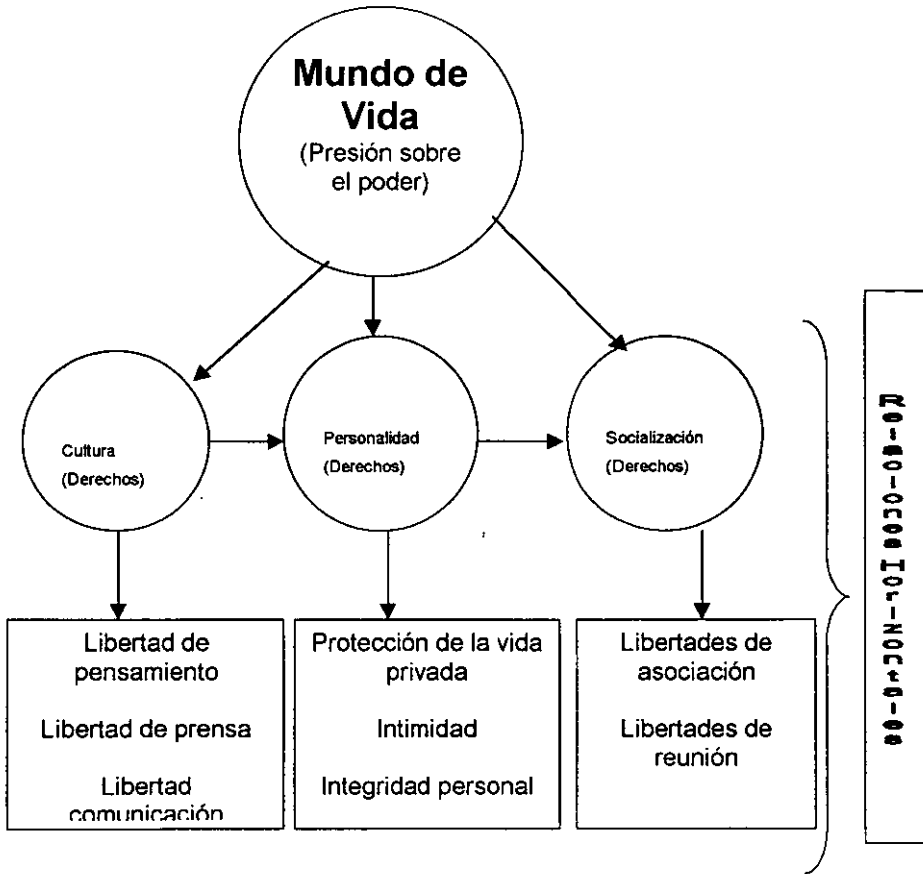 Mundo de
Vida
(Presión sobre
el poder)
Cultura
(Derechos)
Personalidad
(Derechos)
Socialización
(Derechos)
Libertad de
pensamiento
Libertad de prensa
Libertad
comunicación
Protección de la vida
privada
Intimidad
Integridad personal
Libertades de
asociación
Libertades de
reunión
Relaciones Horizontales